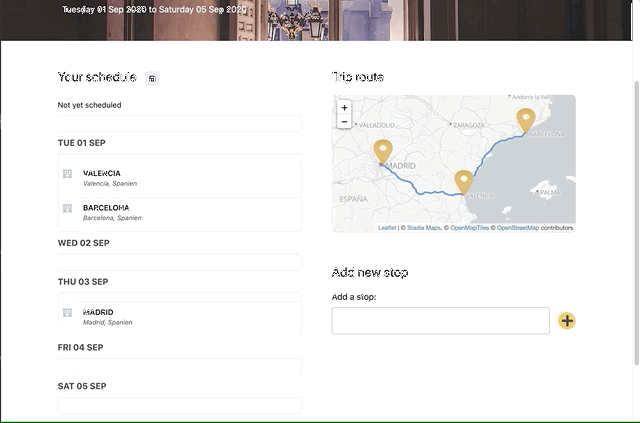 Tuesday 01 Sep 2020 to Saturday 05 Sep 2020
Your schedule
Not yet scheduled
TUE 01 SEP
VALENCIA
Valencia, Spanien
BARCELONA
Barcelona, Spanien
WED 02 SEP
THU 03 SEP
MADRID
Madrid, Spanien
FRI 04 SEP
SAT 05 SEP
Trip route
+
−
Andorra la Vell
VALLADOLID
ZARAGOZA
BARCELONA
MADRID
VALENCIA
PALMA
ESPAÑA
Leaflet | © Stadia Maps, © OpenMapTiles © OpenStreetMap contributors
Add new stop
Add a stop: